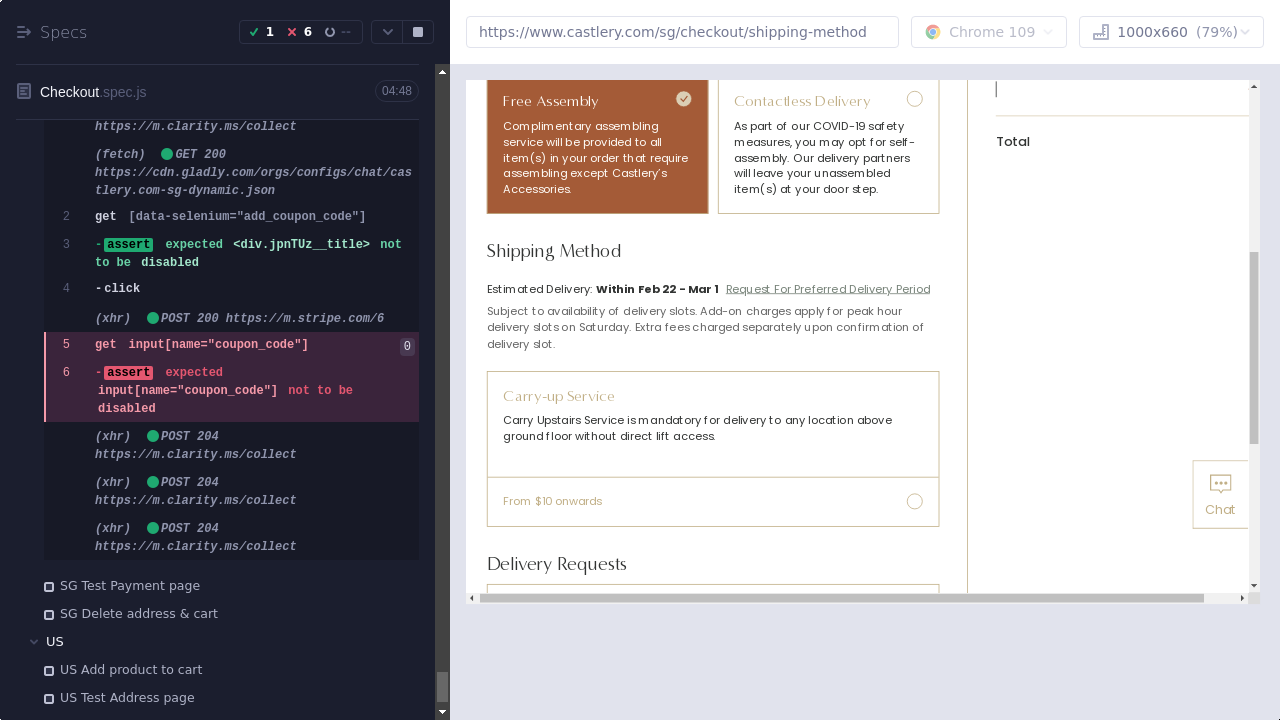 Specs
1
6
--
Checkout.spec.js
04:48
https://m.clarity.ms/collect
(fetch) GET 200
https://cdn.gladly.com/orgs/configs/chat/cas
tlery.com-sg-dynamic.json
2 get [data-selenium="add_coupon_code"]
3 -assert expected <div.jpnTUz__title> not
to be disabled
4 -click
(xhr) POST 200 https://m.stripe.com/6
5 get input[name="coupon_code"] 0
6 -assert expected
input[name="coupon_code"] not to be
disabled
(xhr) POST 204
https://m.clarity.ms/collect
(xhr) POST 204
https://m.clarity.ms/collect
(xhr) POST 204
https://m.clarity.ms/collect
SG Test Payment page
SG Delete address & cart
US
US Add product to cart
US Test Address page
https://www.castlery.com/sg/checkout/shipping-method
Chrome 109
1000x660 (79%)
Free Assembly
Complimentary assembling
service will be provided to all
item(s) in your order that require
assembling except Castlery's
Accessories.
Contactless Delivery
As part of our COVID-19 safety
measures, you may opt for self-
assembly. Our delivery partners
will leave your unassembled
item(s) at your door step.
Total
Shipping Method
Estimated Delivery: Within Feb 22 - Mar 1 Request For Preferred Delivery Period
Subject to availability of delivery slots. Add-on charges apply for peak hour
delivery slots on Saturday. Extra fees charged separately upon confirmation of
delivery slot.
Carry-up Service
Carry Upstairs Service is mandatory for delivery to any location above
ground floor without direct lift access.
From $10 onwards
Chat
Delivery Requests